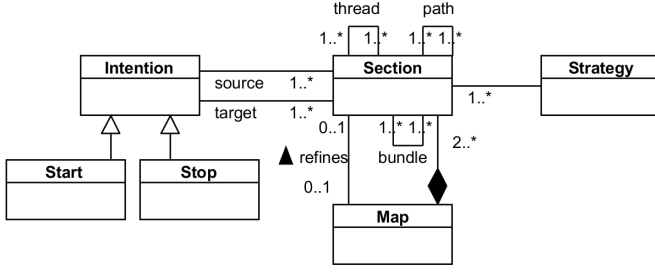 thread path
1..* 1..* 1..* 1..*
Intention Section Strategy
source 1..*
1..*
target 1..*
0..1 1..* 1..*
2..*
refines bundle
Start Stop
0..1
Map